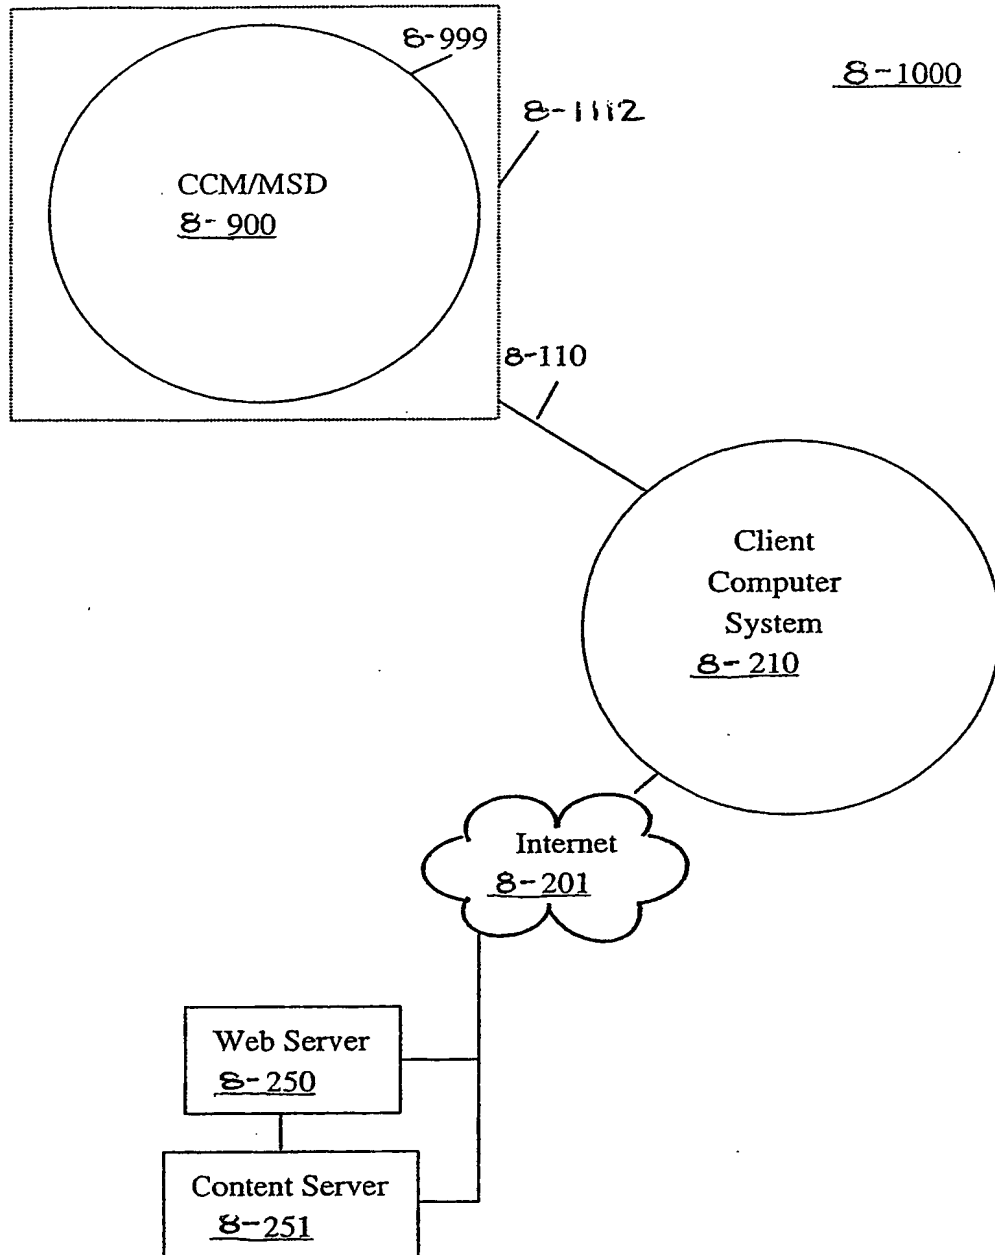 8-999
8-1000
8-1112
CCM/MSD
8-900
8-110
Client
Computer
System
8-210
Internet
8-201
Web Server
8-250
Content Server
8-251